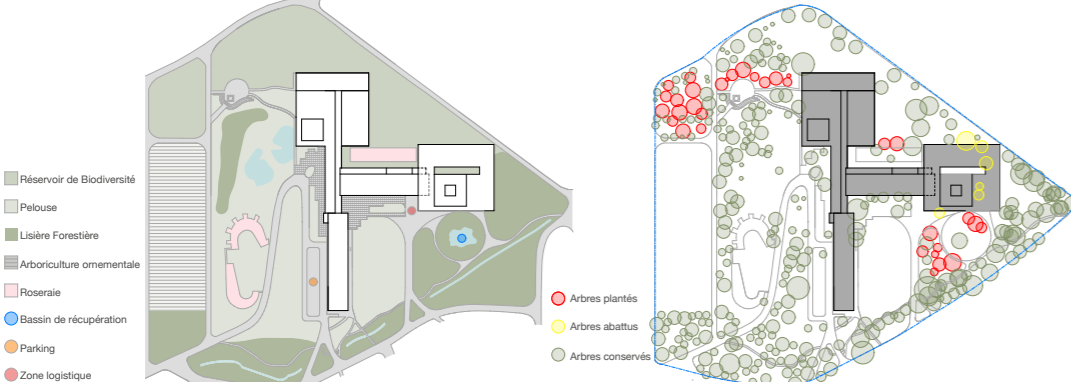 Réservoir de Biodiversité
Pelouse
Lisière Forestière
Arboriculture ornementale
Roseraie
Bassin de récupération
Parking
Zone logistique
Arbres plantés
Arbres abattus
Arbres conservés